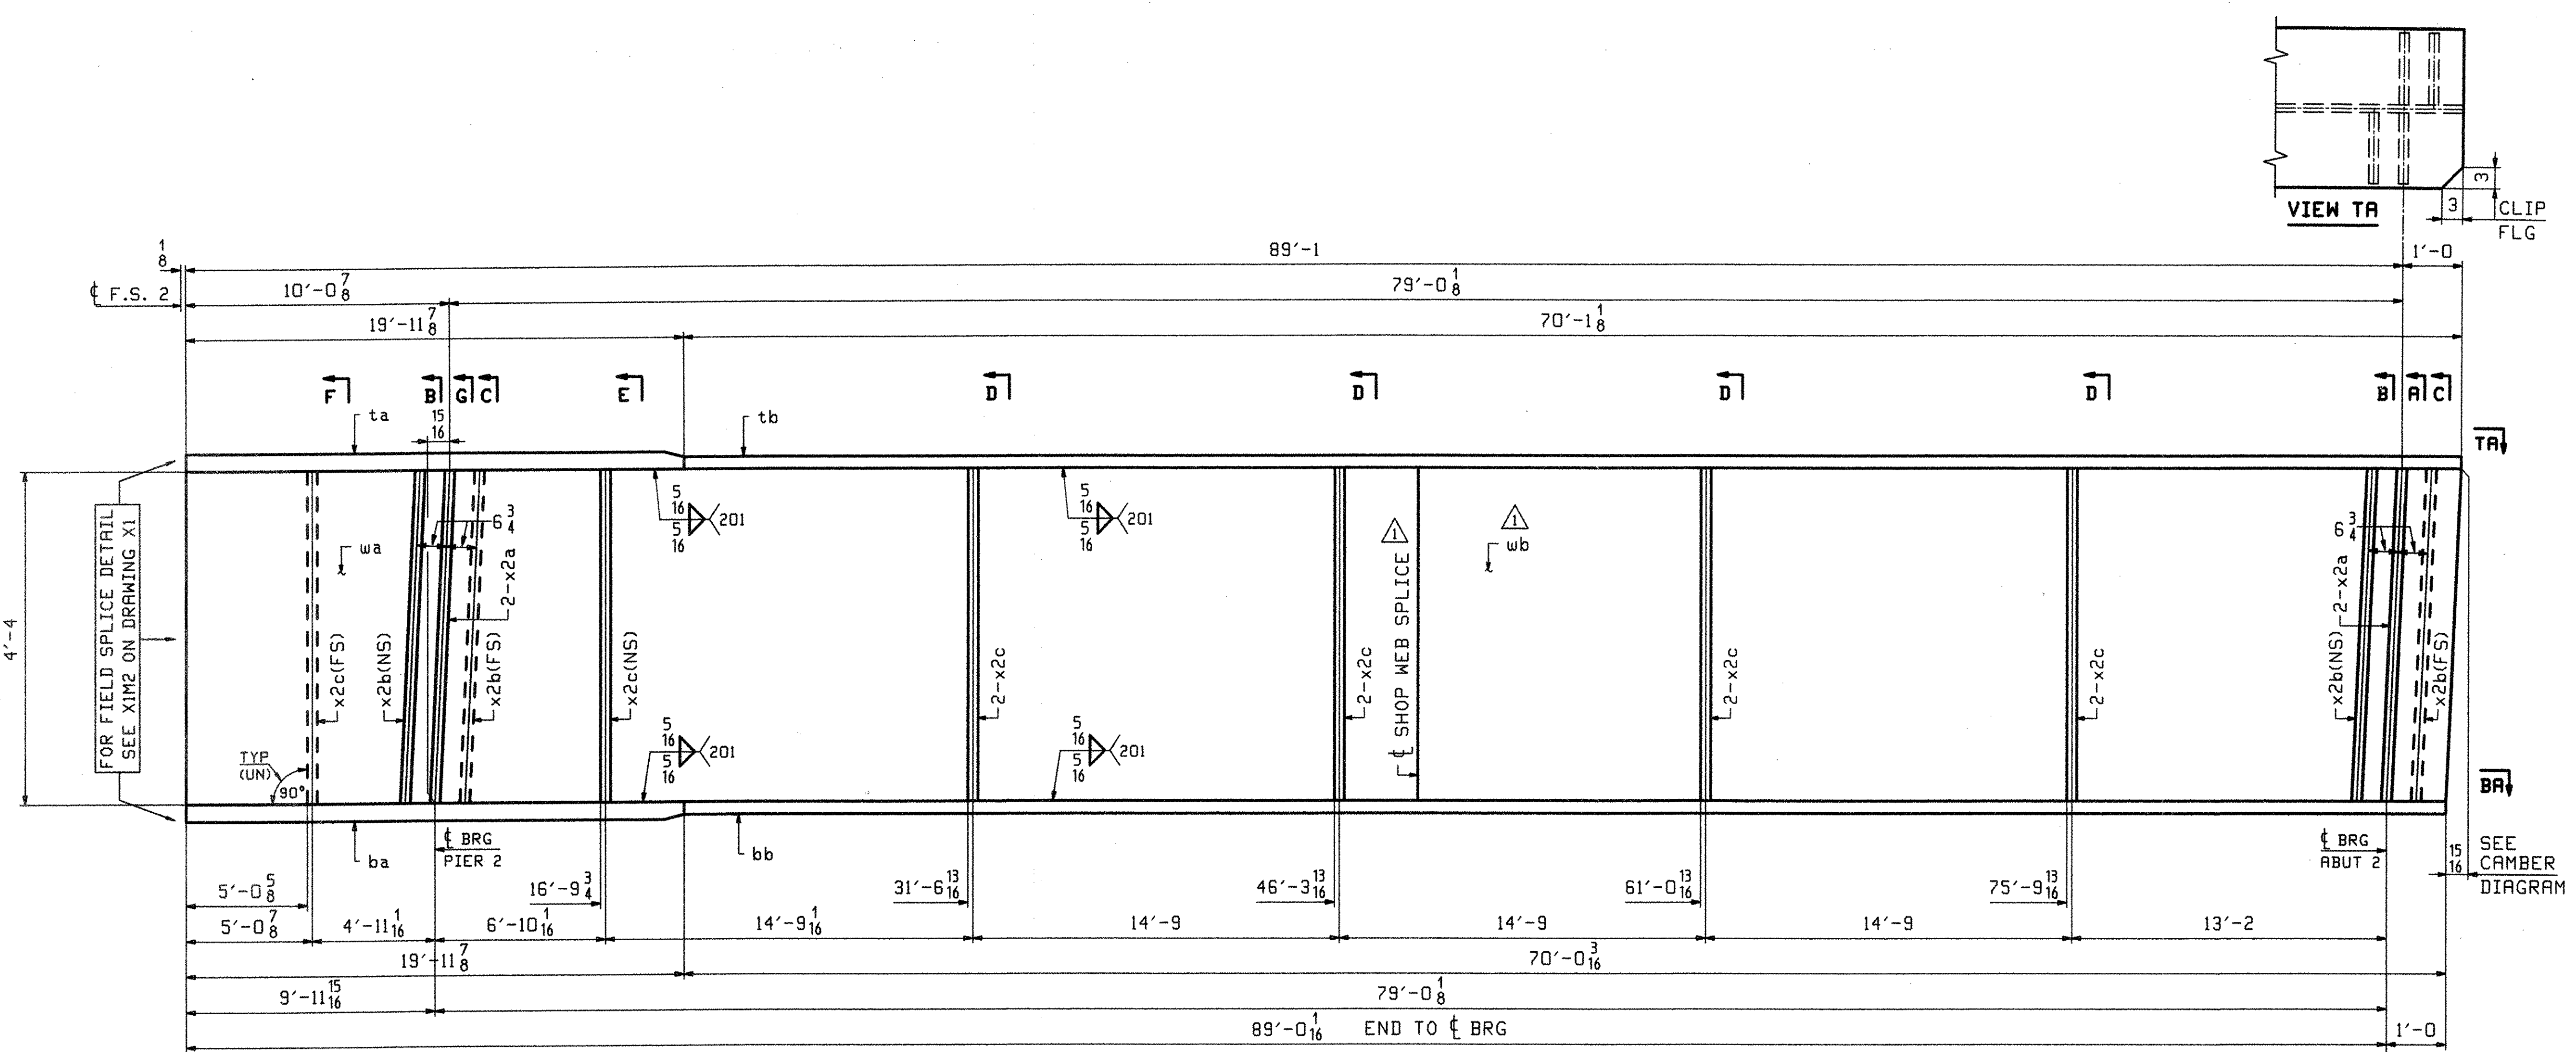 VIEW TA
3
3
CLIP
FLG
1/8
89′-1
1′-0
℄ F.S. 2
10′-0 7/8
79′-0 1/8
19′-11 7/8
70′-1 1/8
F
B
G
C
E
D
D
D
D
B
A
C
15/16
ta
tb
TA
5/16
5/16
201
5/16
5/16
201
6 3/4
6 3/4
wa
1
1
wb
FOR FIELD SPLICE DETAIL
SEE X1M2 ON DRAWING X1
4′-4
x2c(FS)
x2b(NS)
2-x2a
x2b(FS)
x2c(NS)
2-x2c
2-x2c
℄ SHOP WEB SPLICE
2-x2c
2-x2c
x2b(NS)
2-x2a
x2b(FS)
TYP
(UN)
90°
5/16
5/16
201
5/16
5/16
201
BA
ba
℄ BRG
PIER 2
bb
℄ BRG
ABUT 2
15/16
SEE
CAMBER
DIAGRAM
5′-0 5/8
16′-9 3/4
31′-6 13/16
46′-3 13/16
61′-0 13/16
75′-9 13/16
5′-0 7/8
4′-11 1/16
6′-10 1/16
14′-9 1/16
14′-9
14′-9
14′-9
13′-2
19′-11 7/8
70′-0 3/16
9′-11 15/16
79′-0 1/8
89′-0 1/16 END TO ℄ BRG
1′-0